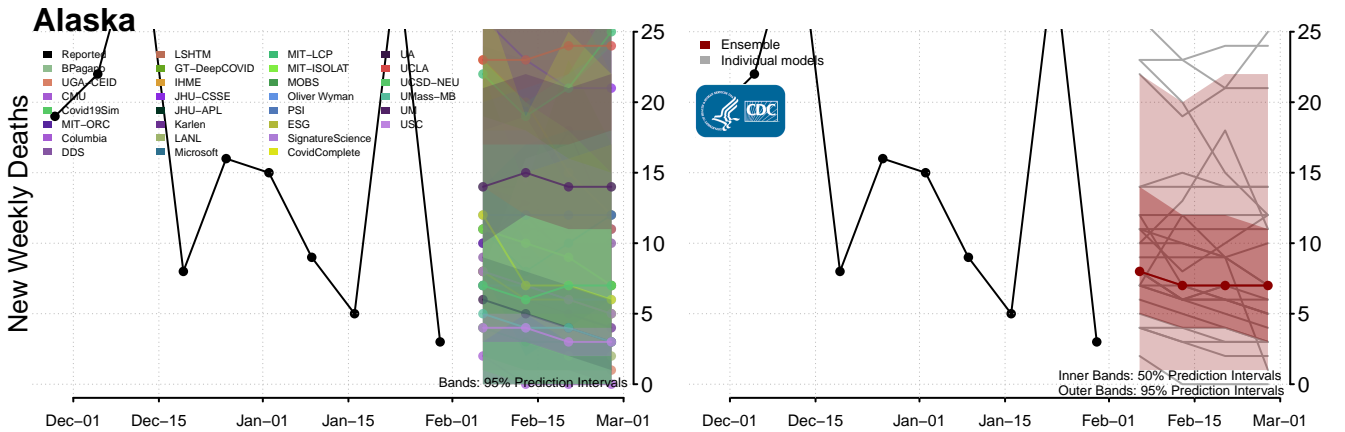 Alaska
New Weekly Deaths
Reported
BPagano
UGA−CEID
CMU
Covid19Sim
MIT−ORC
Columbia
DDS
LSHTM
GT−DeepCOVID
IHME
JHU−CSSE
JHU−APL
Karlen
LANL
Microsoft
MIT−LCP
MIT−ISOLAT
MOBS
Oliver Wyman
PSI
ESG
SignatureScience
CovidComplete
UA
UCLA
UCSD−NEU
UMass−MB
UM
USC
25
20
15
10
5
0
Bands: 95% Prediction Intervals
Dec−01 Dec−15 Jan−01 Jan−15 Feb−01 Feb−15 Mar−01
Ensemble
Individual models
CDC
25
20
15
10
5
0
Inner Bands: 50% Prediction Intervals
Outer Bands: 95% Prediction Intervals
Dec−01 Dec−15 Jan−01 Jan−15 Feb−01 Feb−15 Mar−01